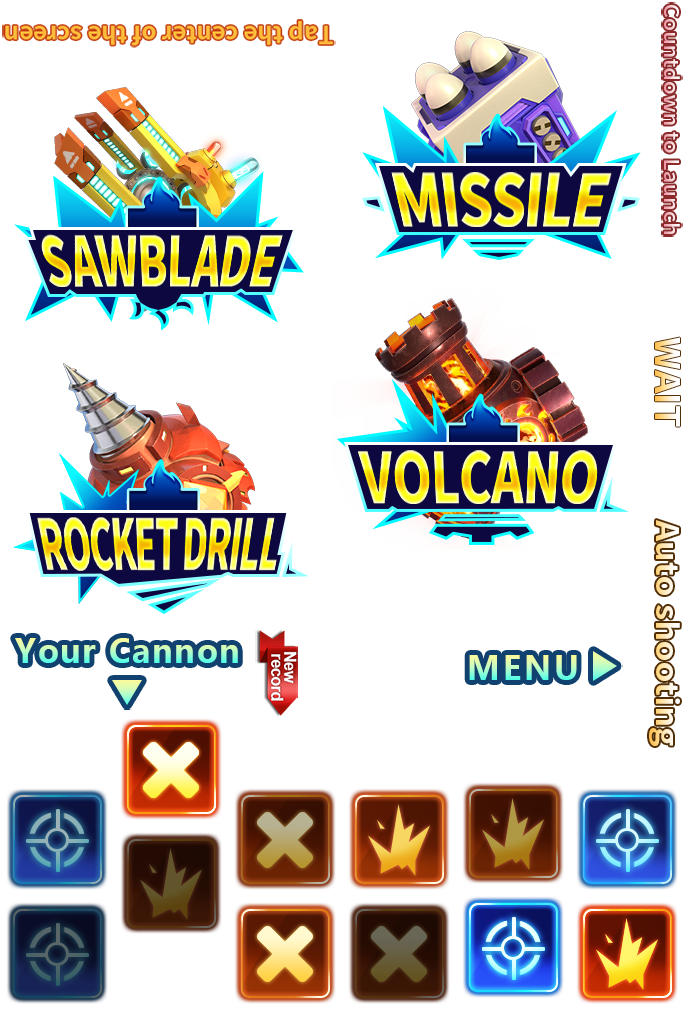 Tap the center of the screen
Countdown to Launch
MISSILE
SAWBLADE
WAIT
VOLCANO
ROCKET DRILL
Auto shooting
Your Cannon
New
record
MENU